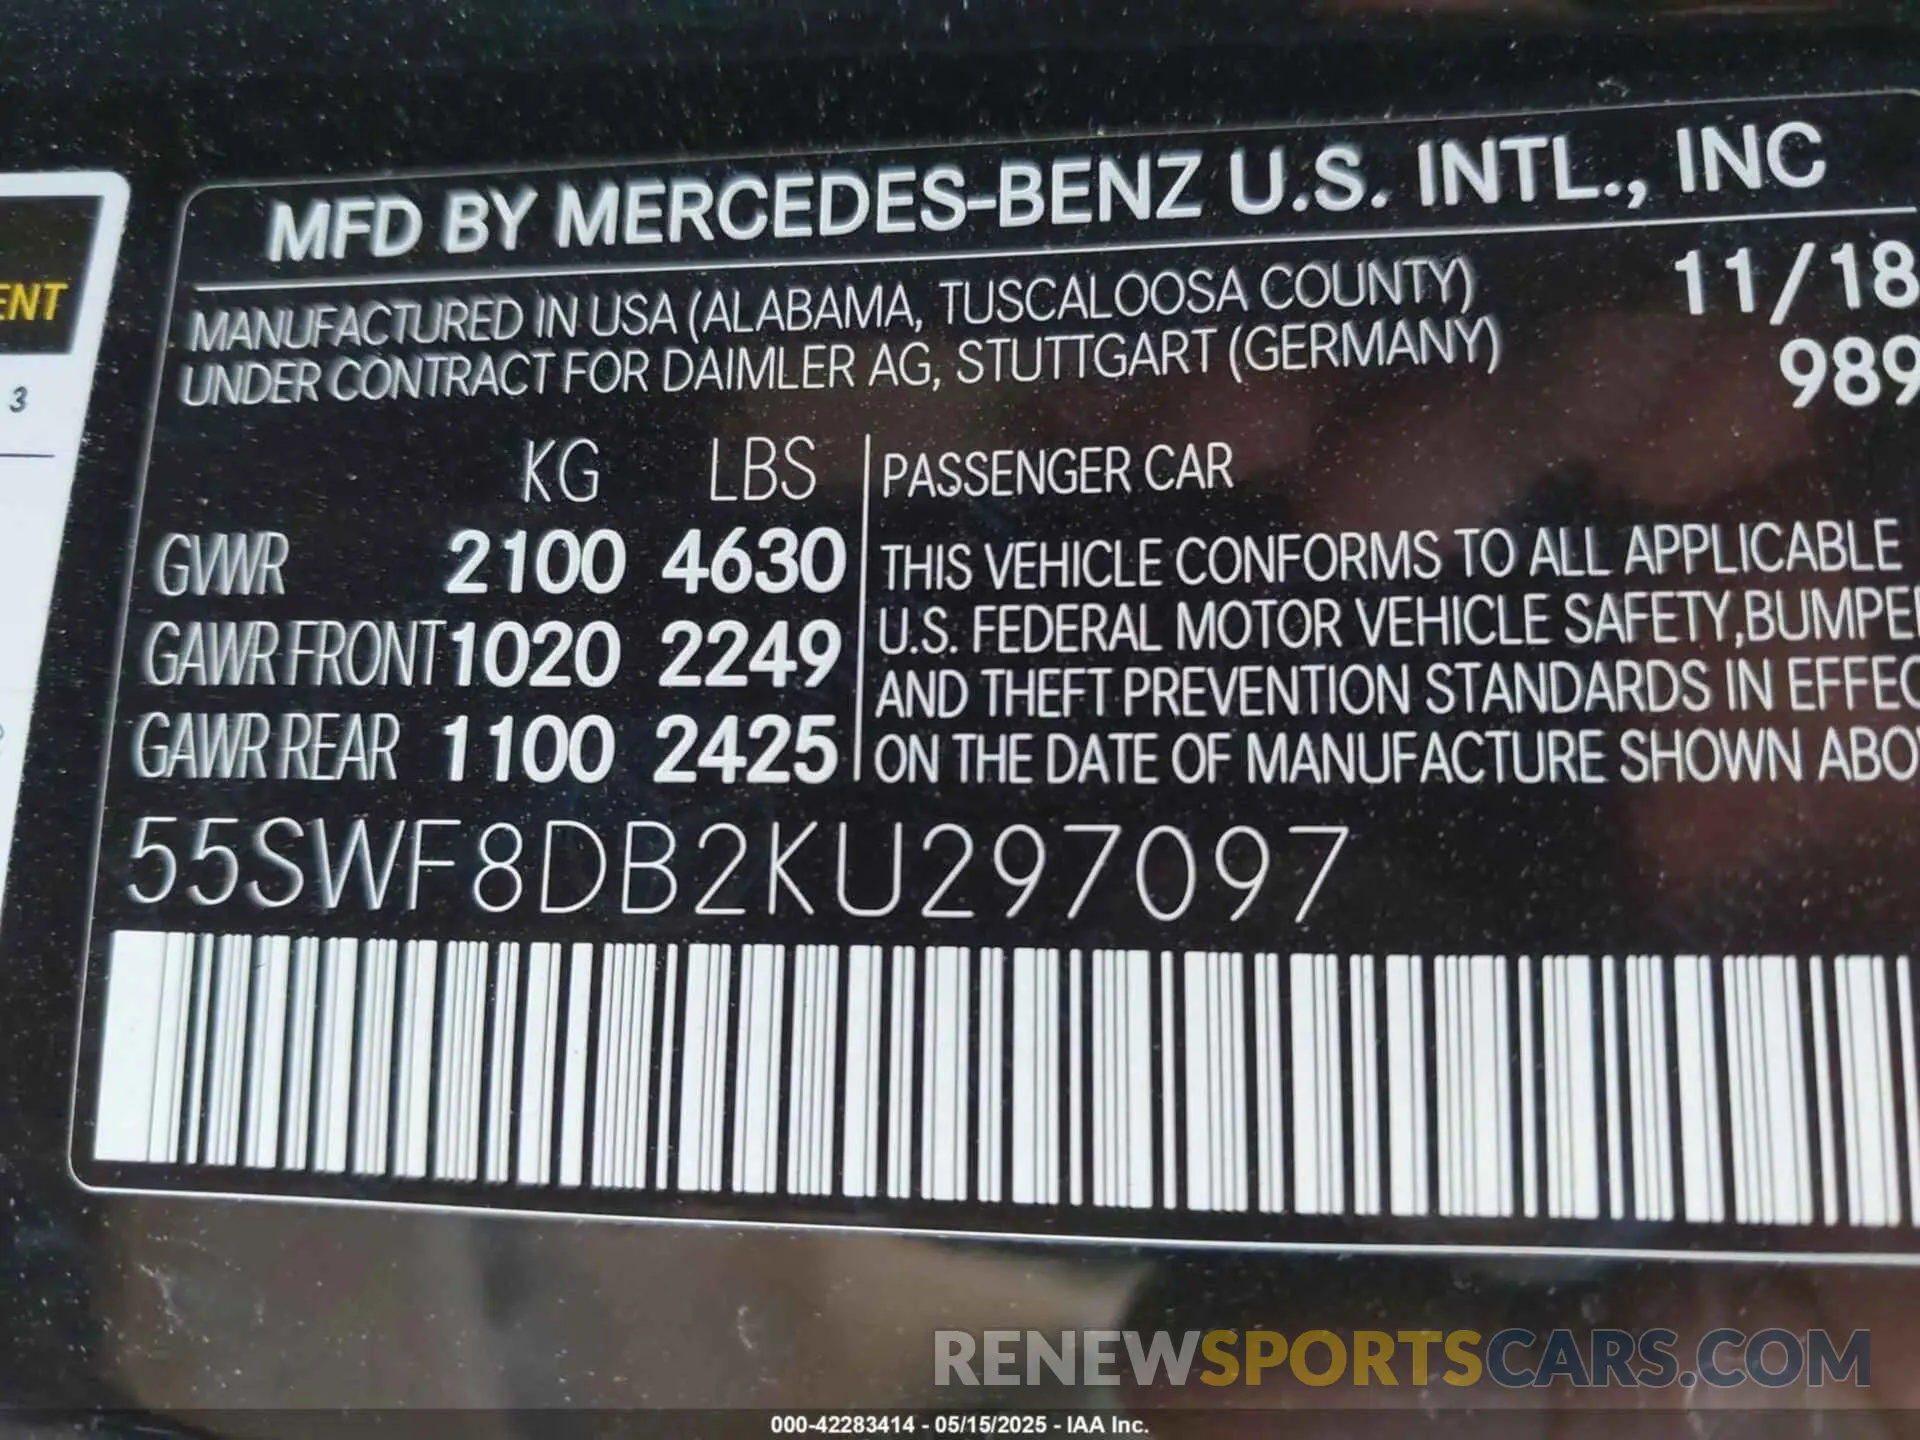 MFD BY MERCEDES-BENZ U.S. INTL., INC
MANUFACTURED IN USA (ALABAMA, TUSCALOOSA COUNTY) 11/18
UNDER CONTRACT FOR DAIMLER AG, STUTTGART (GERMANY) 989
ENT
3
KG LBS PASSENGER CAR
GVWR 2100 4630 THIS VEHICLE CONFORMS TO ALL APPLICABLE
GAWR FRONT 1020 2249 U.S. FEDERAL MOTOR VEHICLE SAFETY,BUMPE
GAWR REAR 1100 2425 AND THEFT PREVENTION STANDARDS IN EFFEC
ON THE DATE OF MANUFACTURE SHOWN ABO
55SWF8DB2KU297097
RENEWSPORTSCARS.COM
000-42283414 - 05/15/2025 - IAA Inc.